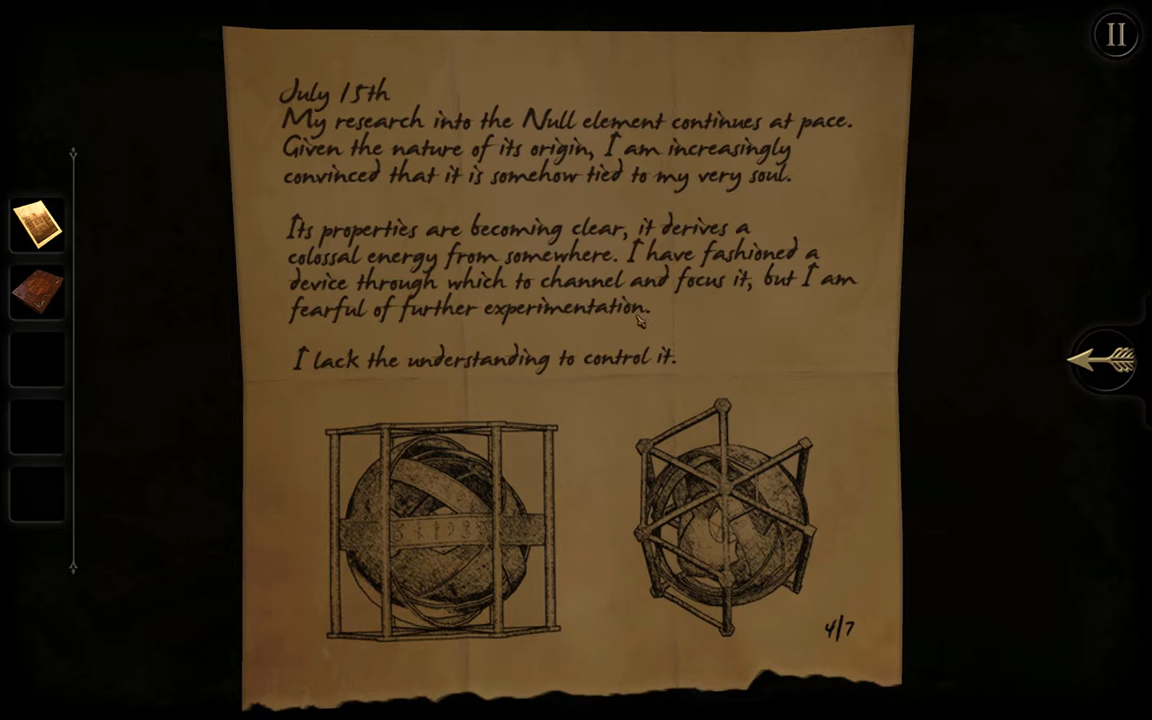 July 15th
My research into the Null element continues at pace.
Given the nature of its origin, I am increasingly
convinced that it is somehow tied to my very soul.
Its properties are becoming clear, it derives a
colossal energy from somewhere. I have fashioned a
device through which to channel and focus it, but I am
fearful of further experimentation.
I lack the understanding to control it.
4/7